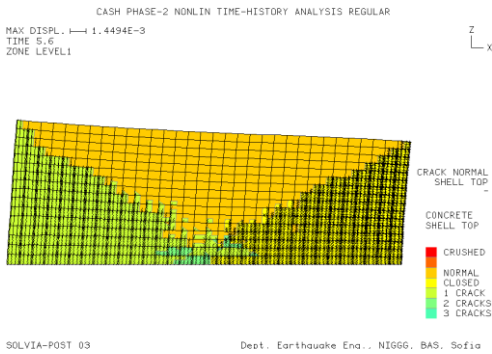 CASH PHASE-2 NONLIN TIME-HISTORY ANALYSIS REGULAR
MAX DISPL. 1.4494E-3
TIME 5.6
ZONE LEVEL1
Z
X
CRACK NORMAL
SHELL TOP
-
CONCRETE
SHELL TOP
CRUSHED
NORMAL
CLOSED
1 CRACK
2 CRACKS
3 CRACKS
SOLVIA-POST 03
Dept. Earthquake Eng., NIGGG, BAS, Sofia